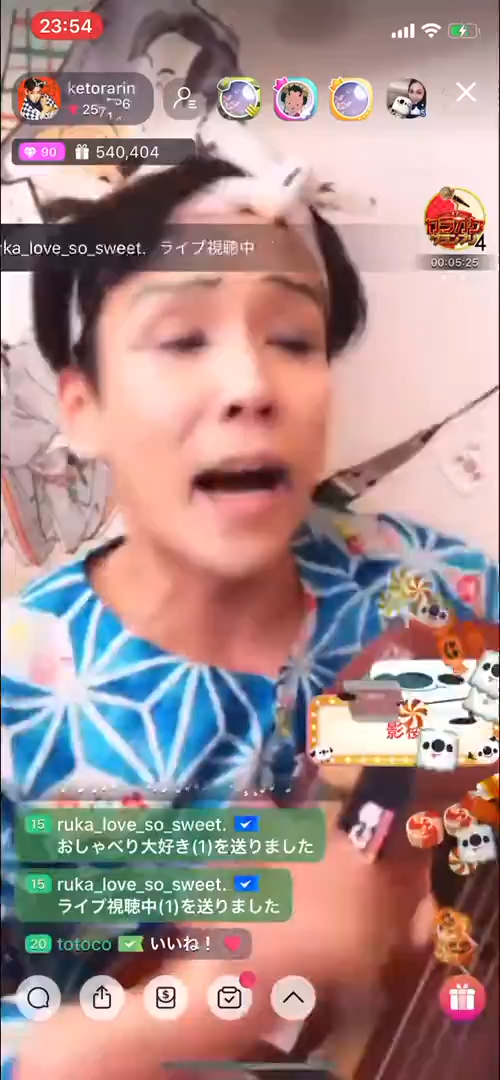 23:54
ketorarin
90 540,404
ka_love_so_sweet. ライブ視聴中
4
00:05:25
影
15 ruka_love_so_sweet.
おしゃべり大好き(1)を送りました
15 ruka_love_so_sweet.
ライブ視聴中(1)を送りました
20 totoco いいね！